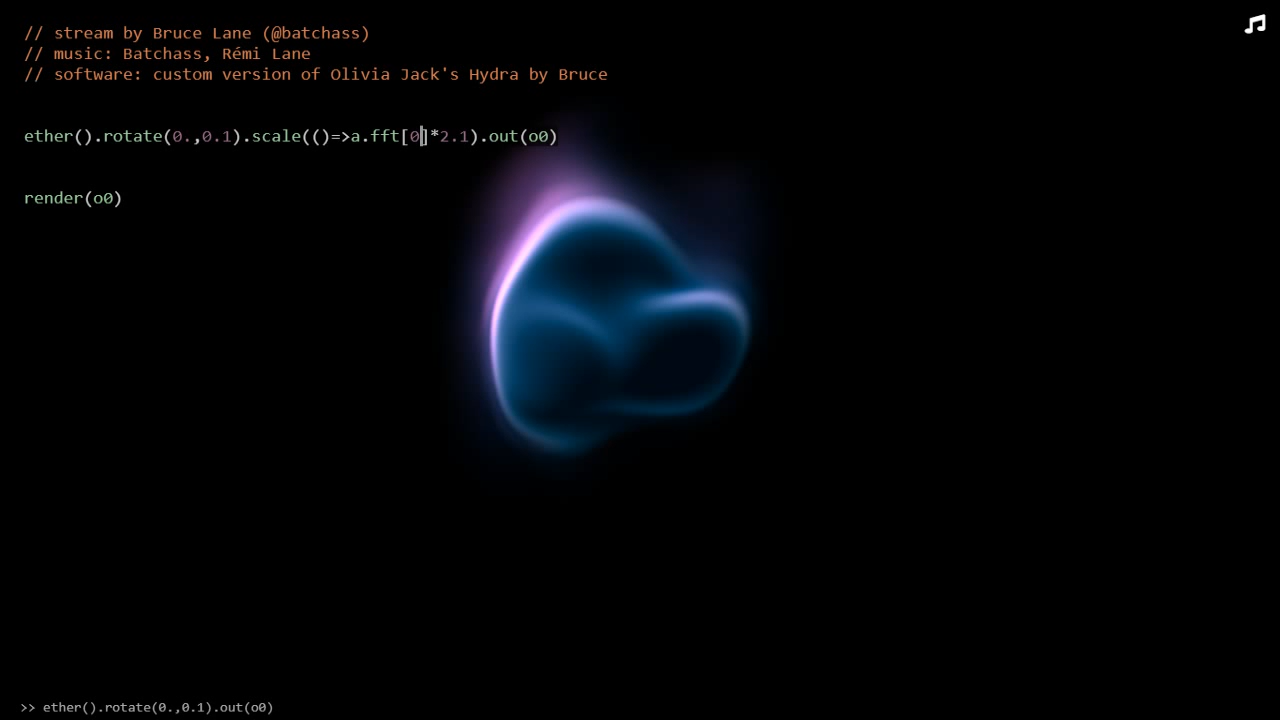 // stream by Bruce Lane (@batchass)
// music: Batchass, Rémi Lane
// software: custom version of Olivia Jack's Hydra by Bruce
ether().rotate(0.,0.1).scale(()=>a.fft[0]*2.1).out(o0)
render(o0)
>> ether().rotate(0.,0.1).out(o0)